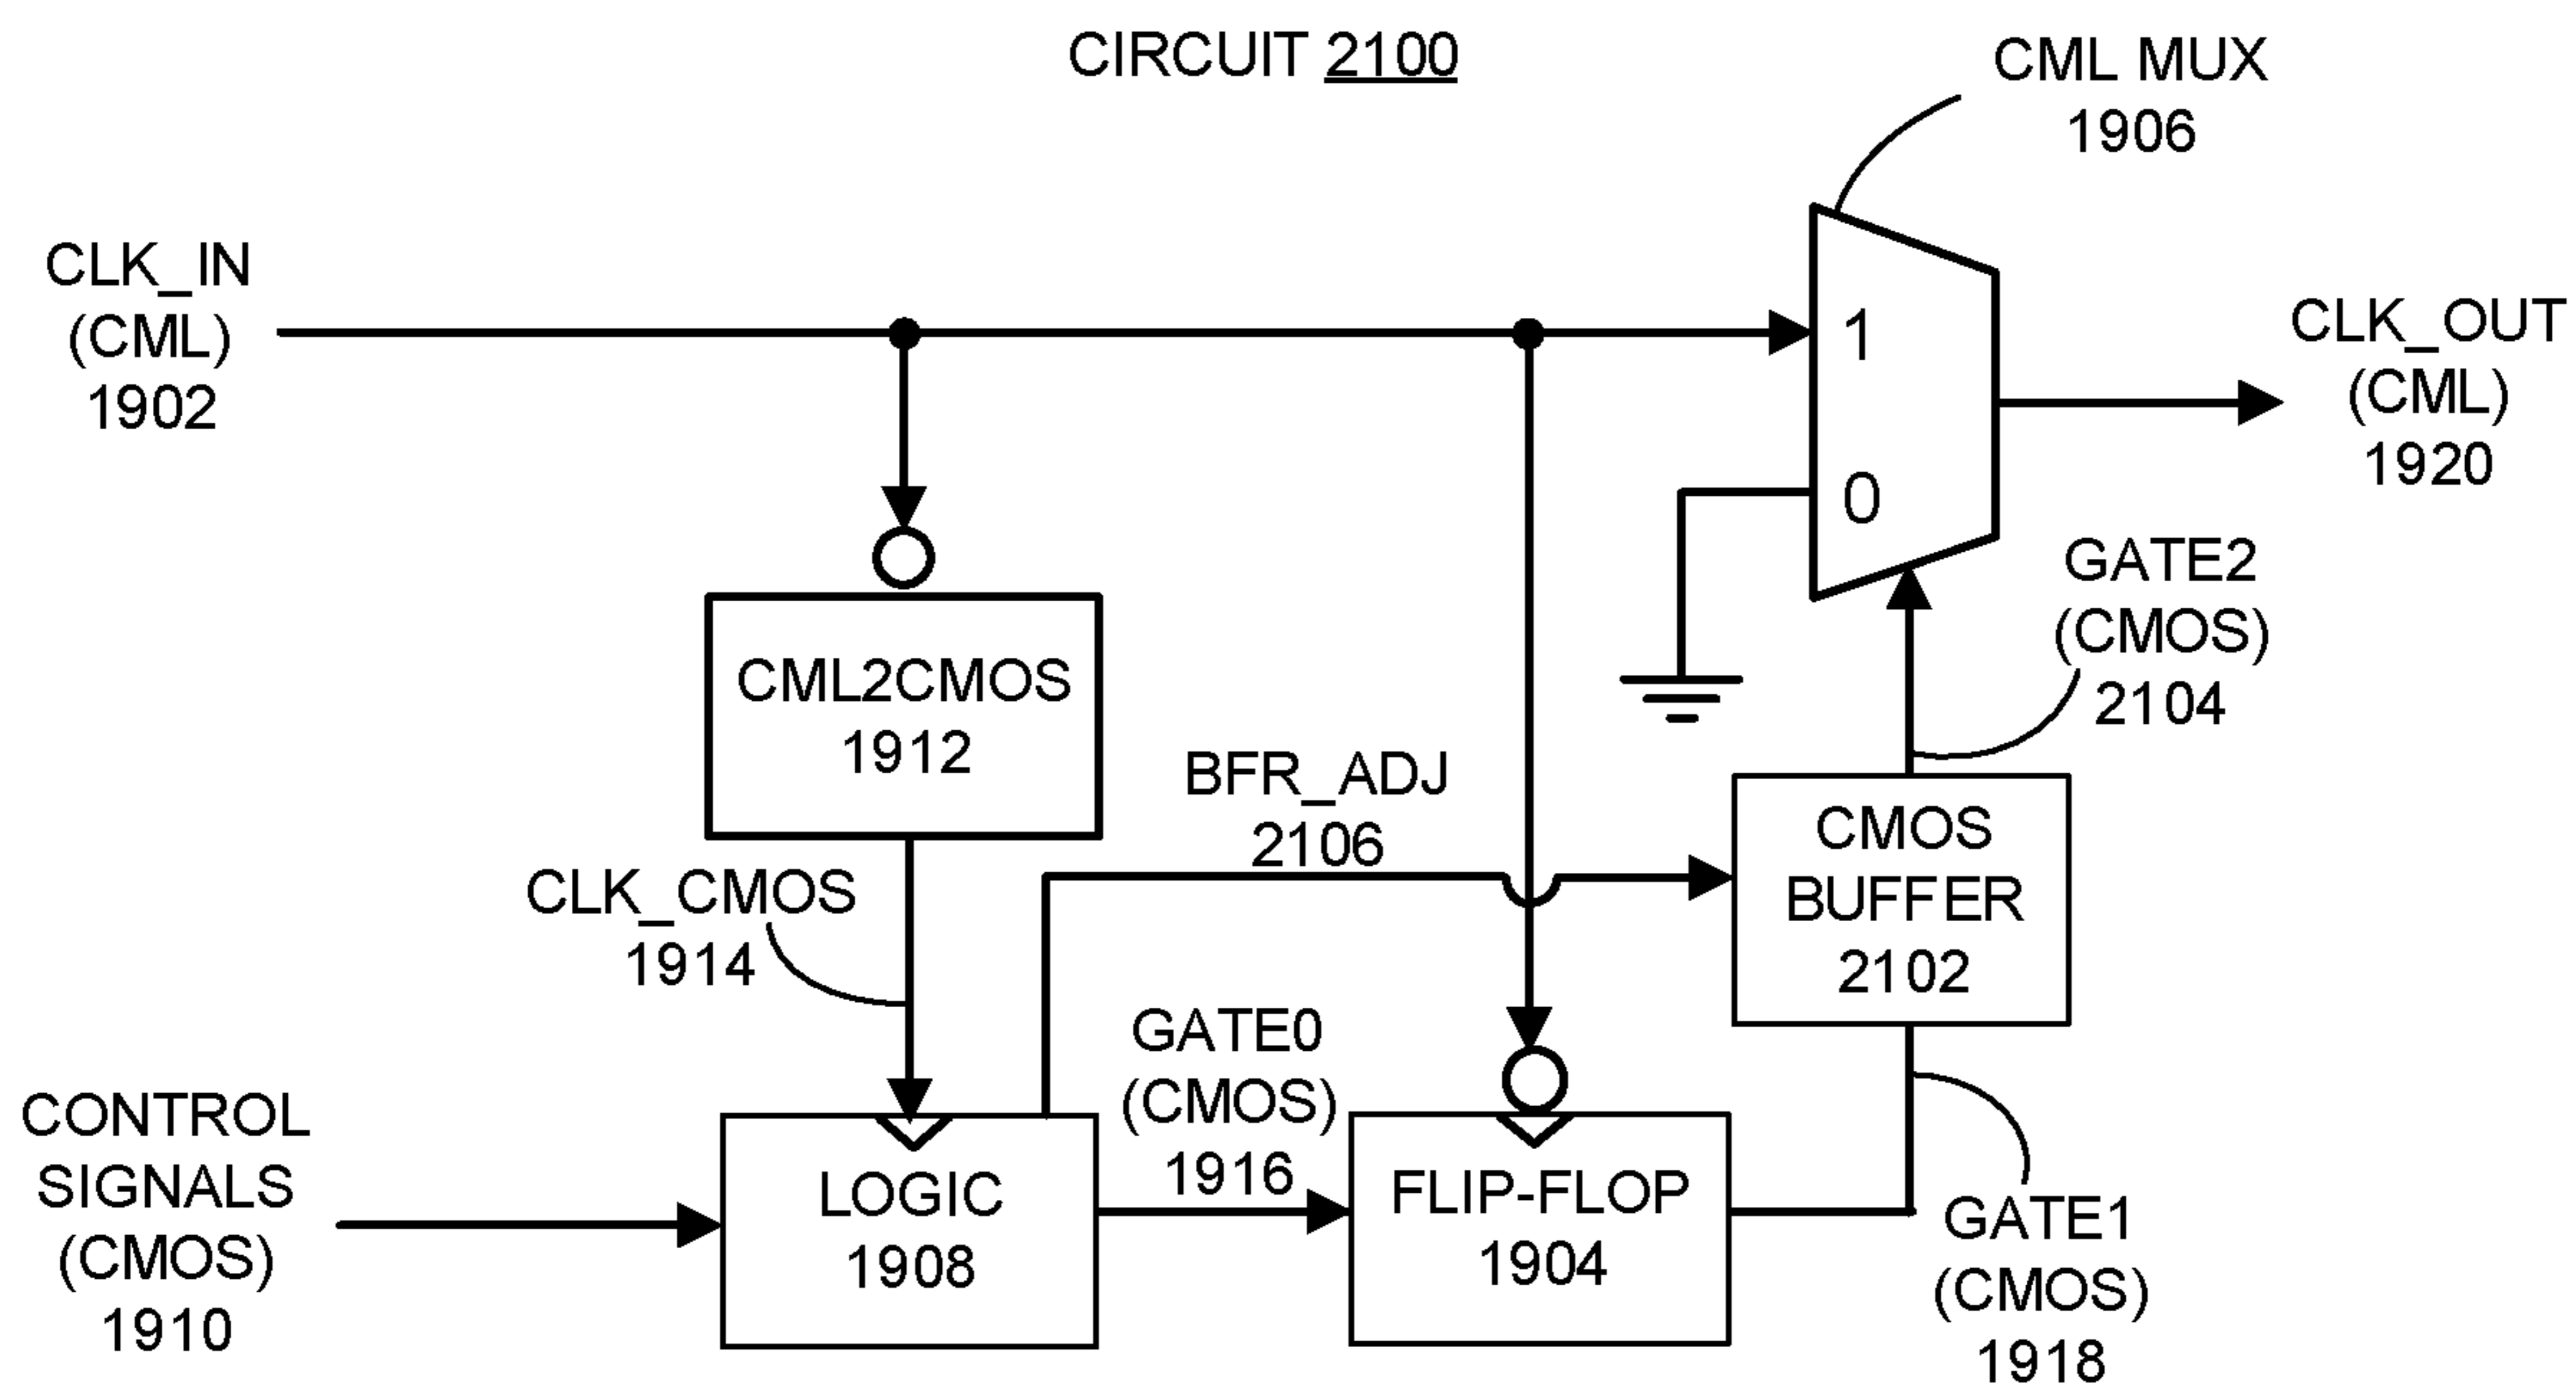 CIRCUIT 2100
CML MUX
1906
CLK_IN
(CML)
1902
1
0
CLK_OUT
(CML)
1920
GATE2
(CMOS)
2104
CML2CMOS
1912
BFR_ADJ
2106
CMOS
BUFFER
2102
CLK_CMOS
1914
GATE0
(CMOS)
1916
CONTROL
SIGNALS
(CMOS)
1910
LOGIC
1908
FLIP-FLOP
1904
GATE1
(CMOS)
1918